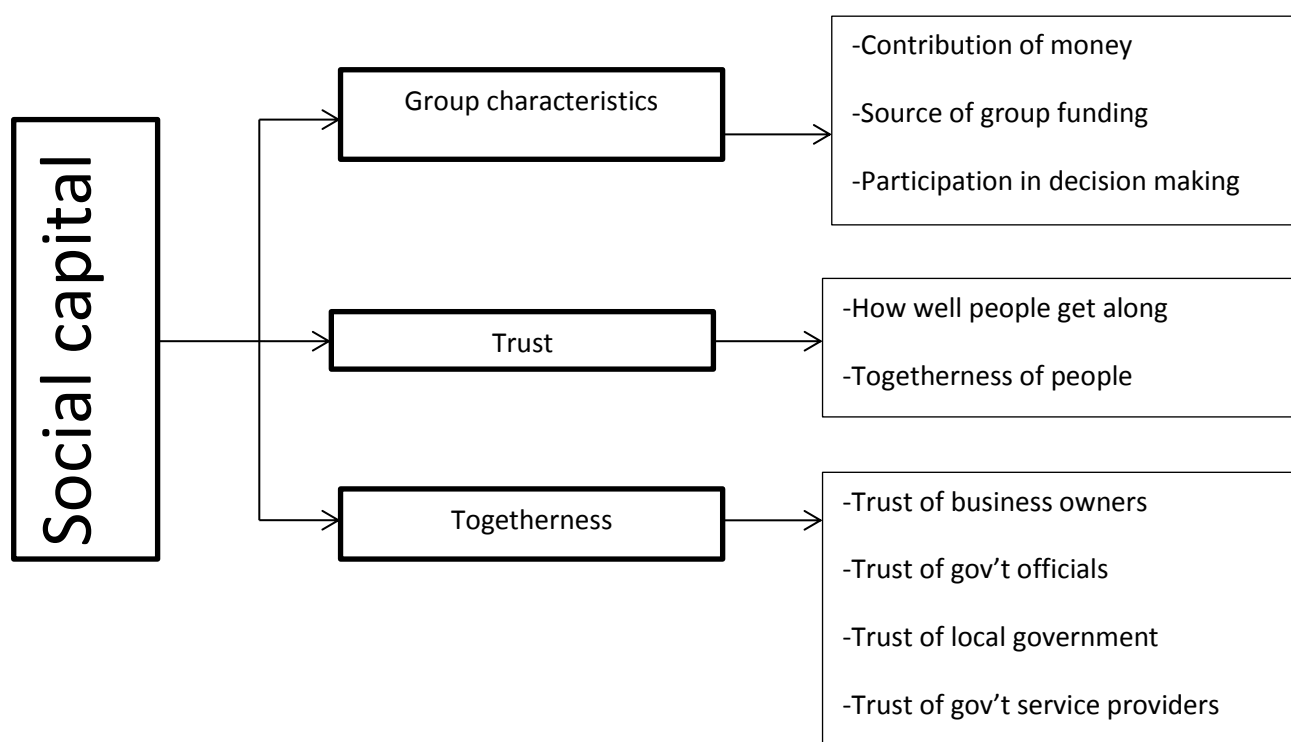 Social capital
Group characteristics
-Contribution of money
-Source of group funding
-Participation in decision making
Trust
-How well people get along
-Togetherness of people
Togetherness
-Trust of business owners
-Trust of gov’t officials
-Trust of local government
-Trust of gov’t service providers